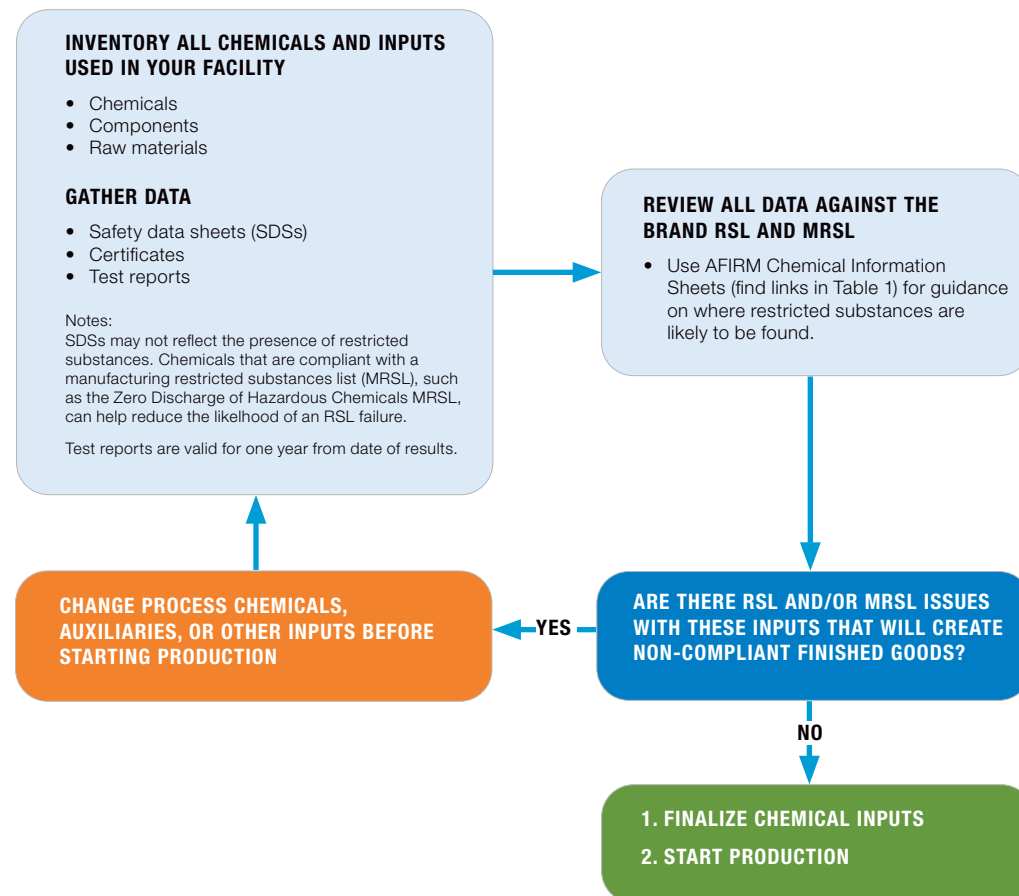 INVENTORY ALL CHEMICALS AND INPUTS
USED IN YOUR FACILITY
• Chemicals
• Components
• Raw materials
GATHER DATA
• Safety data sheets (SDSs)
• Certificates
• Test reports
Notes:
SDSs may not reflect the presence of restricted
substances. Chemicals that are compliant with a
manufacturing restricted substances list (MRSL), such
as the Zero Discharge of Hazardous Chemicals MRSL,
can help reduce the likelhood of an RSL failure.
Test reports are valid for one year from date of results.
REVIEW ALL DATA AGAINST THE
BRAND RSL AND MRSL
• Use AFIRM Chemical Information
Sheets (find links in Table 1) for guidance
on where restricted substances are
likely to be found.
ARE THERE RSL AND/OR MRSL ISSUES
WITH THESE INPUTS THAT WILL CREATE
NON-COMPLIANT FINISHED GOODS?
YES
CHANGE PROCESS CHEMICALS,
AUXILIARIES, OR OTHER INPUTS BEFORE
STARTING PRODUCTION
NO
1. FINALIZE CHEMICAL INPUTS
2. START PRODUCTION